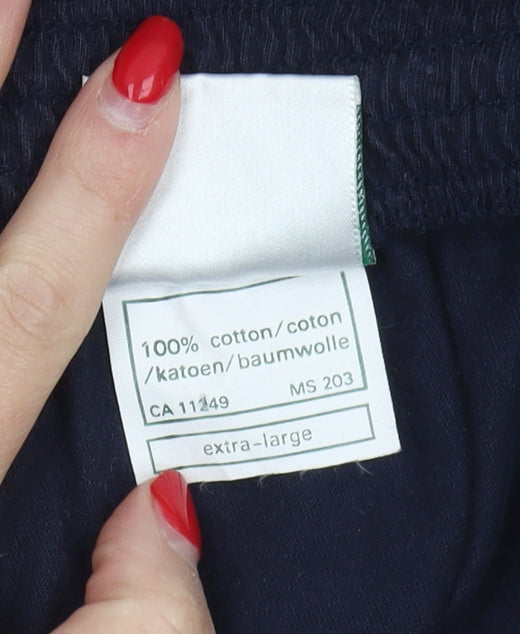 100% cotton/coton
/katoen/baumwolle
CA 11249 MS 203
extra-large